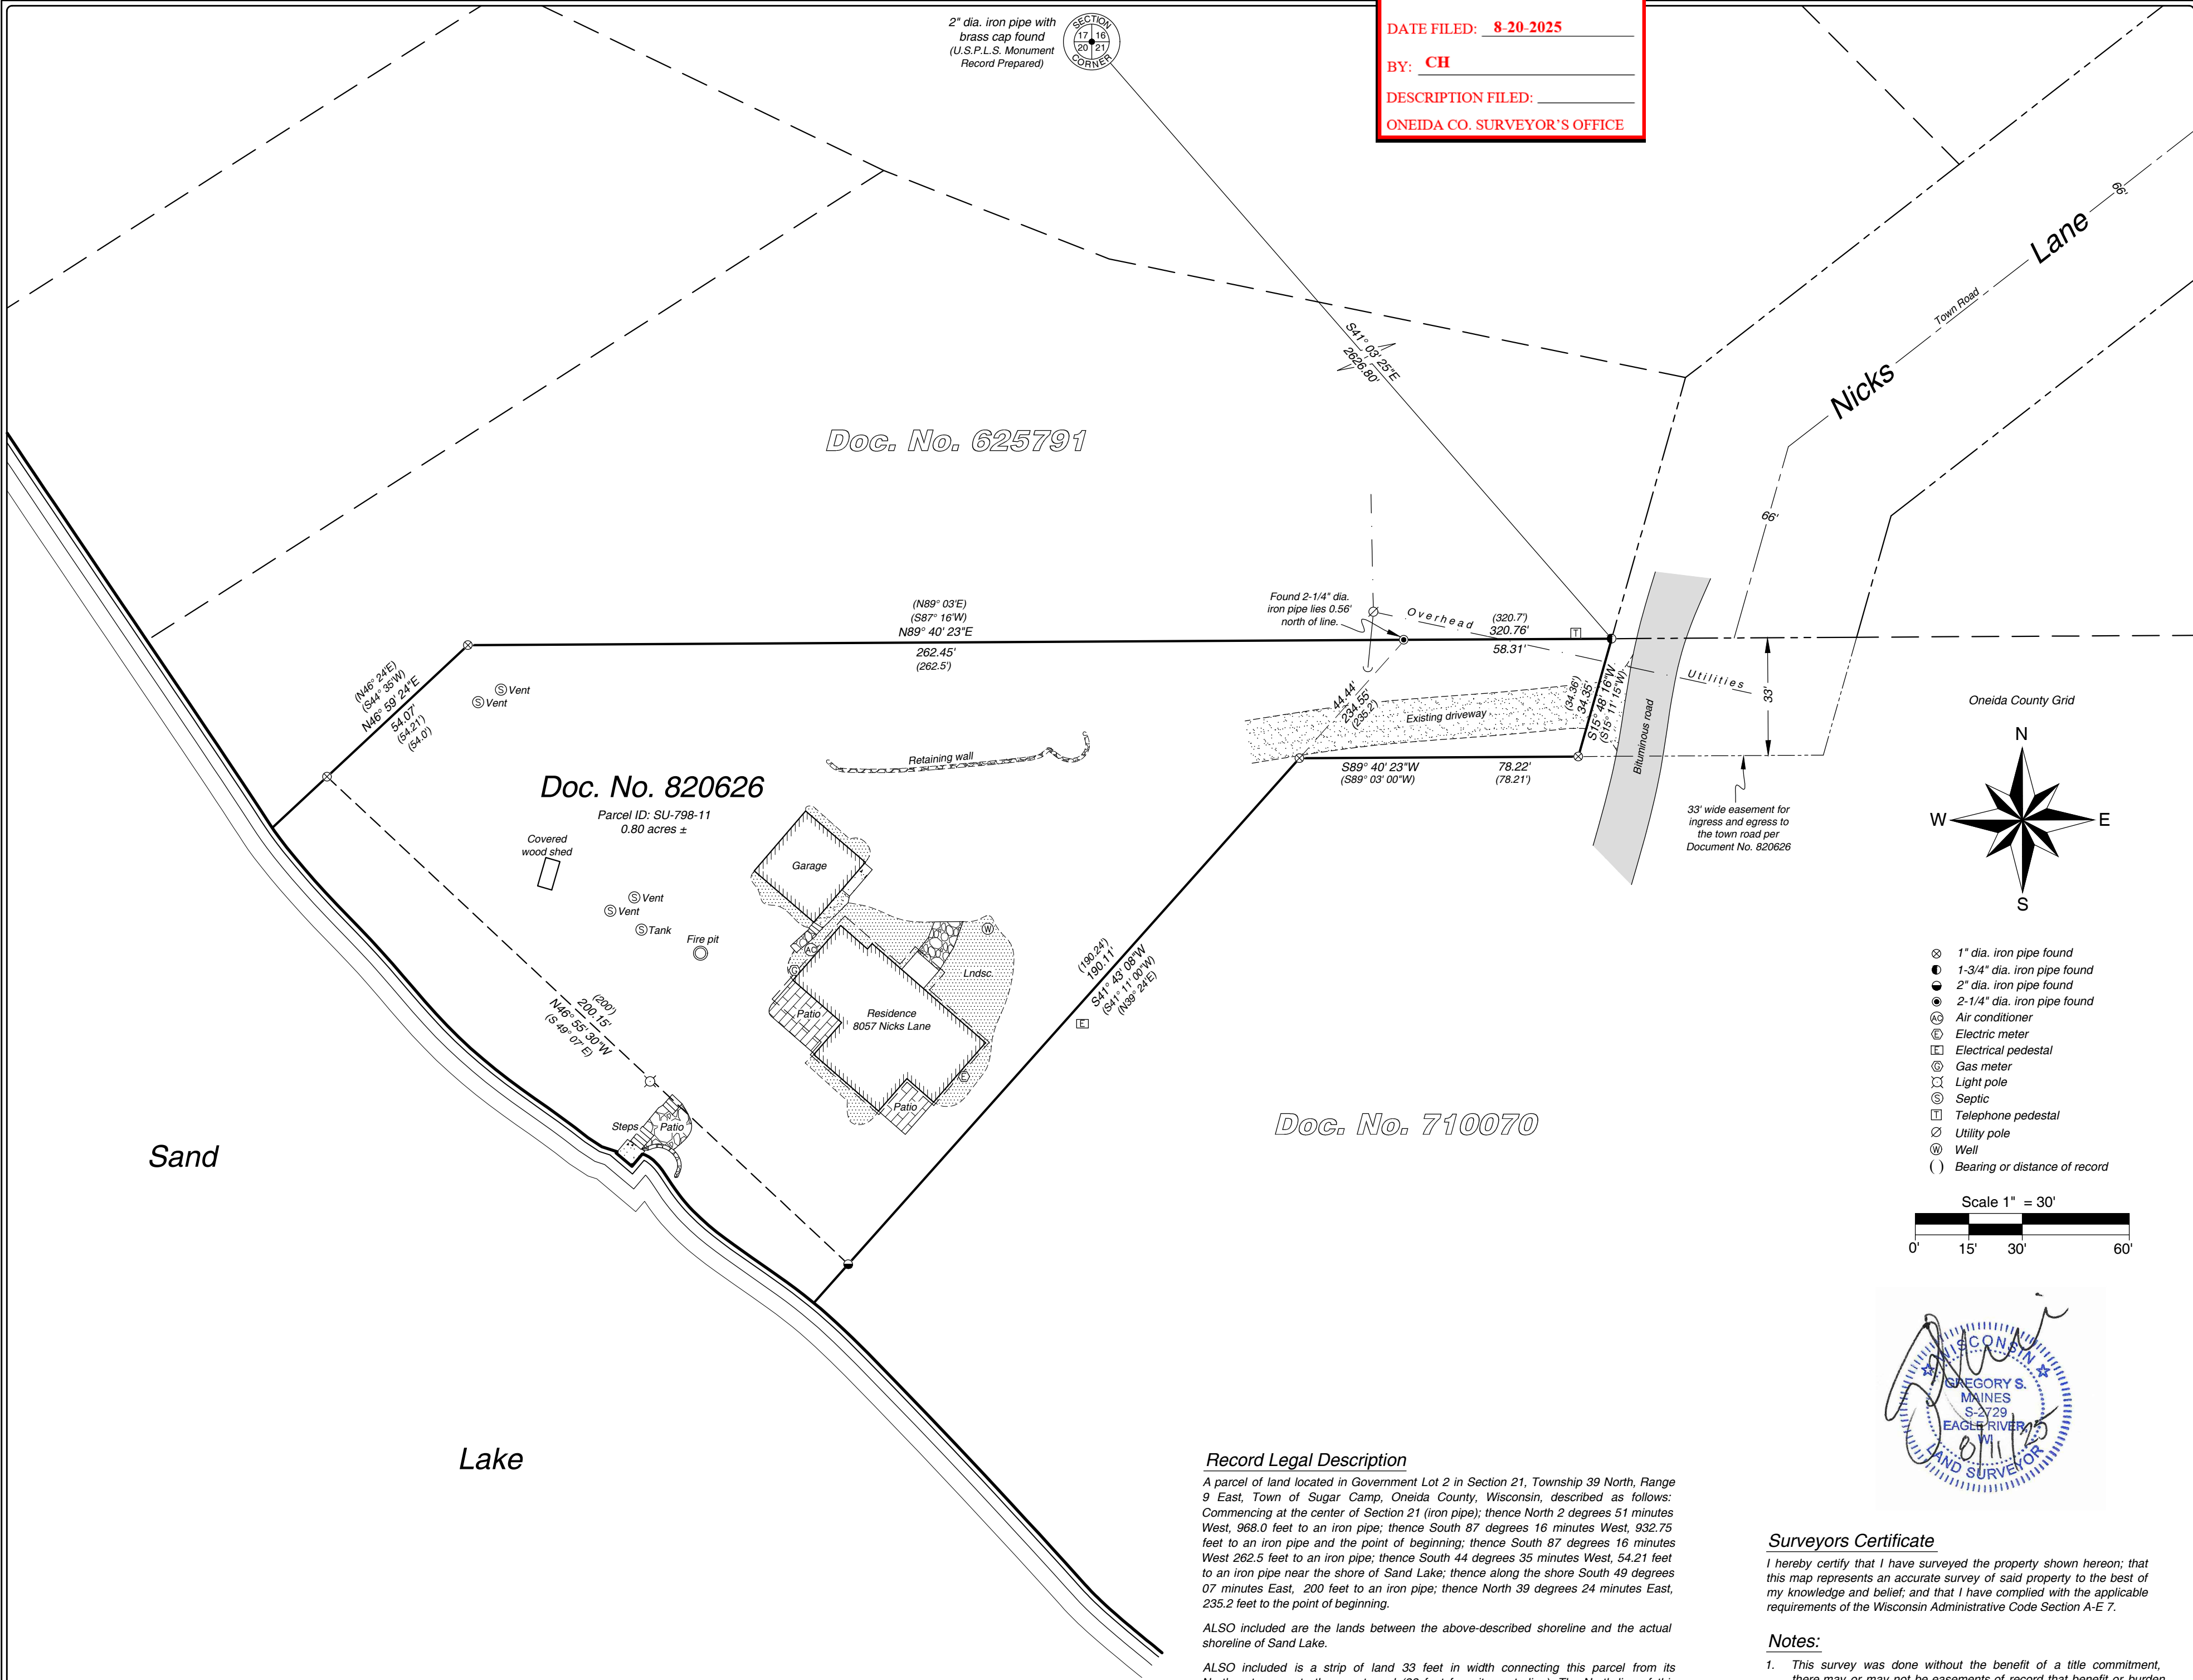 2" dia. iron pipe with
brass cap found
(U.S.P.L.S. Monument
Record Prepared)
SECTION
17 16
20 21
CORNER
DATE FILED: 8-20-2025
BY: CH
DESCRIPTION FILED:
ONEIDA CO. SURVEYOR'S OFFICE
66'
Lane
Town Road
Nicks
66'
S41° 03' 25"E
2626.80'
Doc. No. 625791
(N89° 03'E)
(S87° 16'W)
N89° 40' 23"E
262.45'
(262.5')
Found 2-1/4" dia.
iron pipe lies 0.56'
north of line.
Overhead
Utilities
(320.7')
320.76'
58.31'
T
(N46° 24'E)
(S44° 35'W)
N46° 59' 24"E
54.07'
(54.21')
(54.0')
S Vent
S Vent
44.44'
234.55'
(235.2')
Existing driveway
(34.36')
34.35'
S15° 48' 16"W
(S15° 11' 15"W)
Bituminous road
33'
Oneida County Grid
N
W E
S
Retaining wall
S89° 40' 23"W 78.22'
(S89° 03' 00"W) (78.21')
33' wide easement for
ingress and egress to
the town road per
Document No. 820626
Doc. No. 820626
Parcel ID: SU-798-11
0.80 acres ±
Covered
wood shed
Garage
S Vent
S Vent
S Tank
Fire pit
AC
G
W
Lndsc.
Patio
Residence
8057 Nicks Lane
E
Patio
(190.24')
190.11'
S41° 43' 08"W
(S41° 11' 00"W)
(N39° 24'E)
E
(200')
200.15'
N46° 55' 30"W
(S 49° 07' E)
Steps
Patio
Doc. No. 710070
Sand
Lake
1" dia. iron pipe found
1-3/4" dia. iron pipe found
2" dia. iron pipe found
2-1/4" dia. iron pipe found
AC Air conditioner
E Electric meter
E Electrical pedestal
G Gas meter
Light pole
S Septic
T Telephone pedestal
Utility pole
W Well
( ) Bearing or distance of record
Scale 1" = 30'
0' 15' 30' 60'
WISCONSIN
GREGORY S.
MAINES
S-2729
EAGLE RIVER,
WI
LAND SURVEYOR
8/11/25
Record Legal Description
A parcel of land located in Government Lot 2 in Section 21, Township 39 North, Range
9 East, Town of Sugar Camp, Oneida County, Wisconsin, described as follows:
Commencing at the center of Section 21 (iron pipe); thence North 2 degrees 51 minutes
West, 968.0 feet to an iron pipe; thence South 87 degrees 16 minutes West, 932.75
feet to an iron pipe and the point of beginning; thence South 87 degrees 16 minutes
West 262.5 feet to an iron pipe; thence South 44 degrees 35 minutes West, 54.21 feet
to an iron pipe near the shore of Sand Lake; thence along the shore South 49 degrees
07 minutes East, 200 feet to an iron pipe; thence North 39 degrees 24 minutes East,
235.2 feet to the point of beginning.
ALSO included are the lands between the above-described shoreline and the actual
shoreline of Sand Lake.
ALSO included is a strip of land 33 feet in width connecting this parcel from its
Surveyors Certificate
I hereby certify that I have surveyed the property shown hereon; that
this map represents an accurate survey of said property to the best of
my knowledge and belief; and that I have complied with the applicable
requirements of the Wisconsin Administrative Code Section A-E 7.
Notes:
1. This survey was done without the benefit of a title commitment,
there may or may not be easements of record that benefit or burden